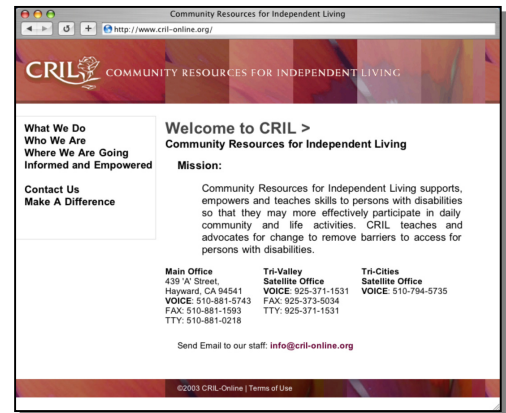 Community Resources for Independent Living
http://www.cril-online.org/
CRIL COMMUNITY RESOURCES FOR INDEPENDENT LIVING
What We Do
Who We Are
Where We Are Going
Informed and Empowered
Contact Us
Make A Difference
Welcome to CRIL >
Community Resources for Independent Living
Mission:
Community Resources for Independent Living supports,
empowers and teaches skills to persons with disabilities
so that they may more effectively participate in daily
community and life activities. CRIL teaches and
advocates for change to remove barriers to access for
persons with disabilities.
Main Office
439 'A' Street,
Hayward, CA 94541
VOICE: 510-881-5743
FAX: 510-881-1593
TTY: 510-881-0218
Tri-Valley
Satellite Office
VOICE: 925-371-1531
FAX: 925-373-5034
TTY: 925-371-1531
Tri-Cities
Satellite Office
VOICE: 510-794-5735
Send Email to our staff: info@cril-online.org
©2003 CRIL-Online | Terms of Use